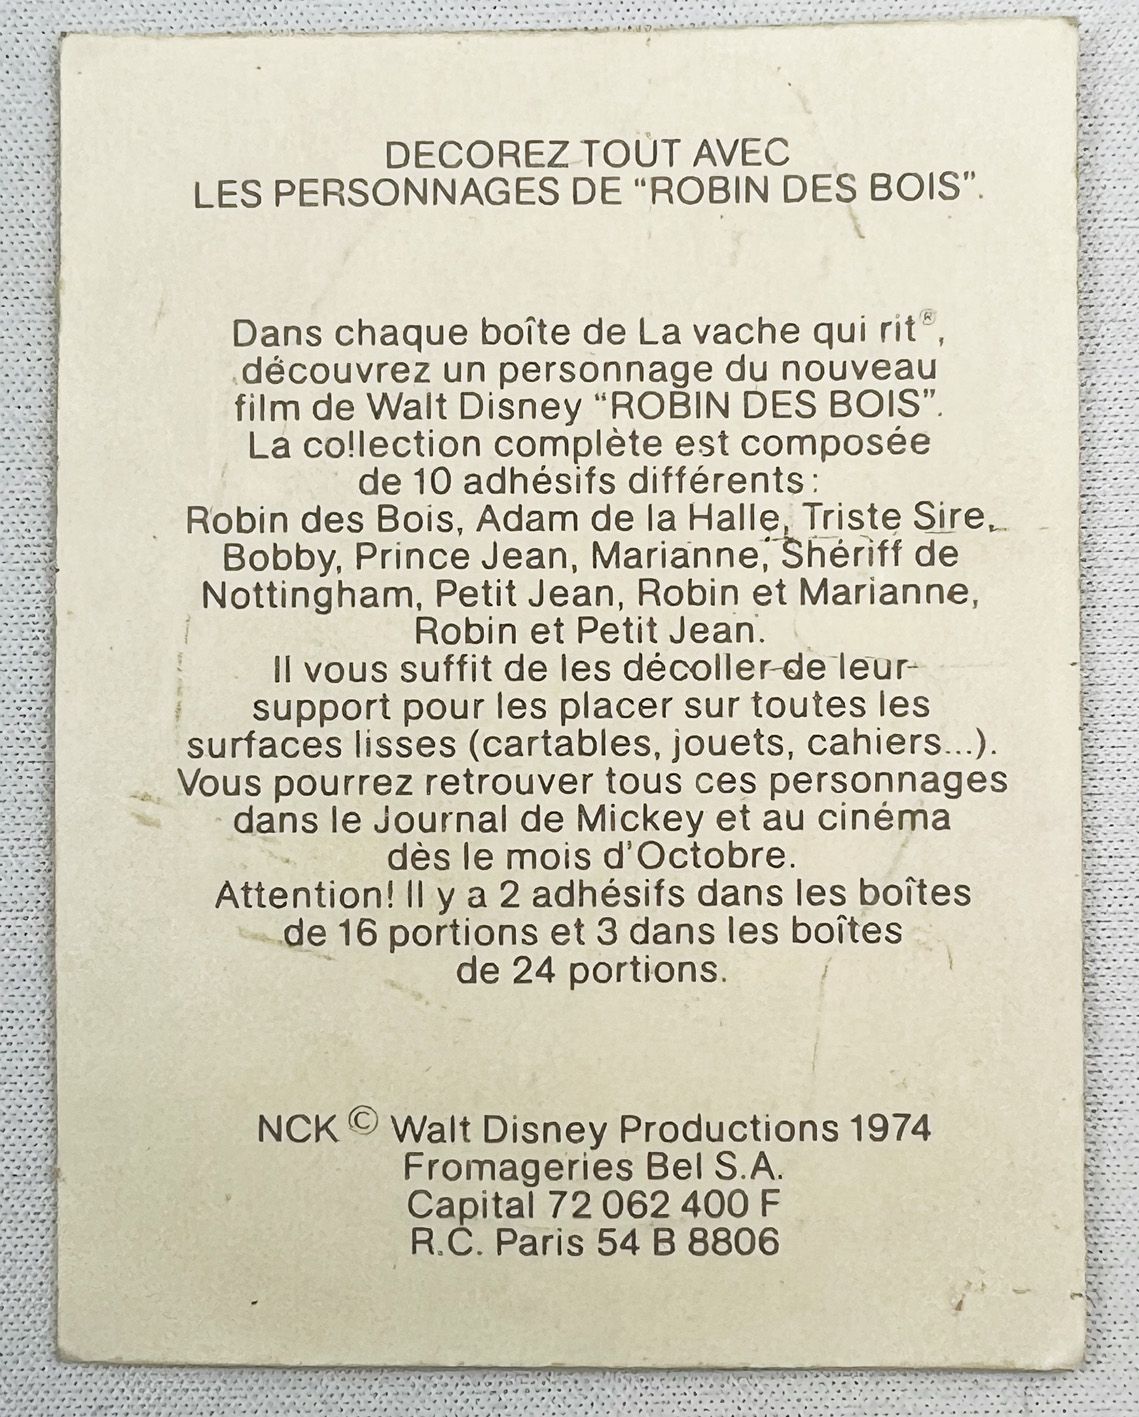 DECOREZ TOUT AVEC
LES PERSONNAGES DE “ROBIN DES BOIS”.
Dans chaque boîte de La vache qui rit®,
découvrez un personnage du nouveau
film de Walt Disney “ROBIN DES BOIS”.
La collection complète est composée
de 10 adhésifs différents :
Robin des Bois, Adam de la Halle, Triste Sire,
Bobby, Prince Jean, Marianne, Shériff de
Nottingham, Petit Jean, Robin et Marianne,
Robin et Petit Jean.
Il vous suffit de les décoller de leur
support pour les placer sur toutes les
surfaces lisses (cartables, jouets, cahiers...).
Vous pourrez retrouver tous ces personnages
dans le Journal de Mickey et au cinéma
dès le mois d'Octobre.
Attention! Il y a 2 adhésifs dans les boîtes
de 16 portions et 3 dans les boîtes
de 24 portions.
NCK © Walt Disney Productions 1974
Fromageries Bel S.A.
Capital 72 062 400 F
R.C. Paris 54 B 8806